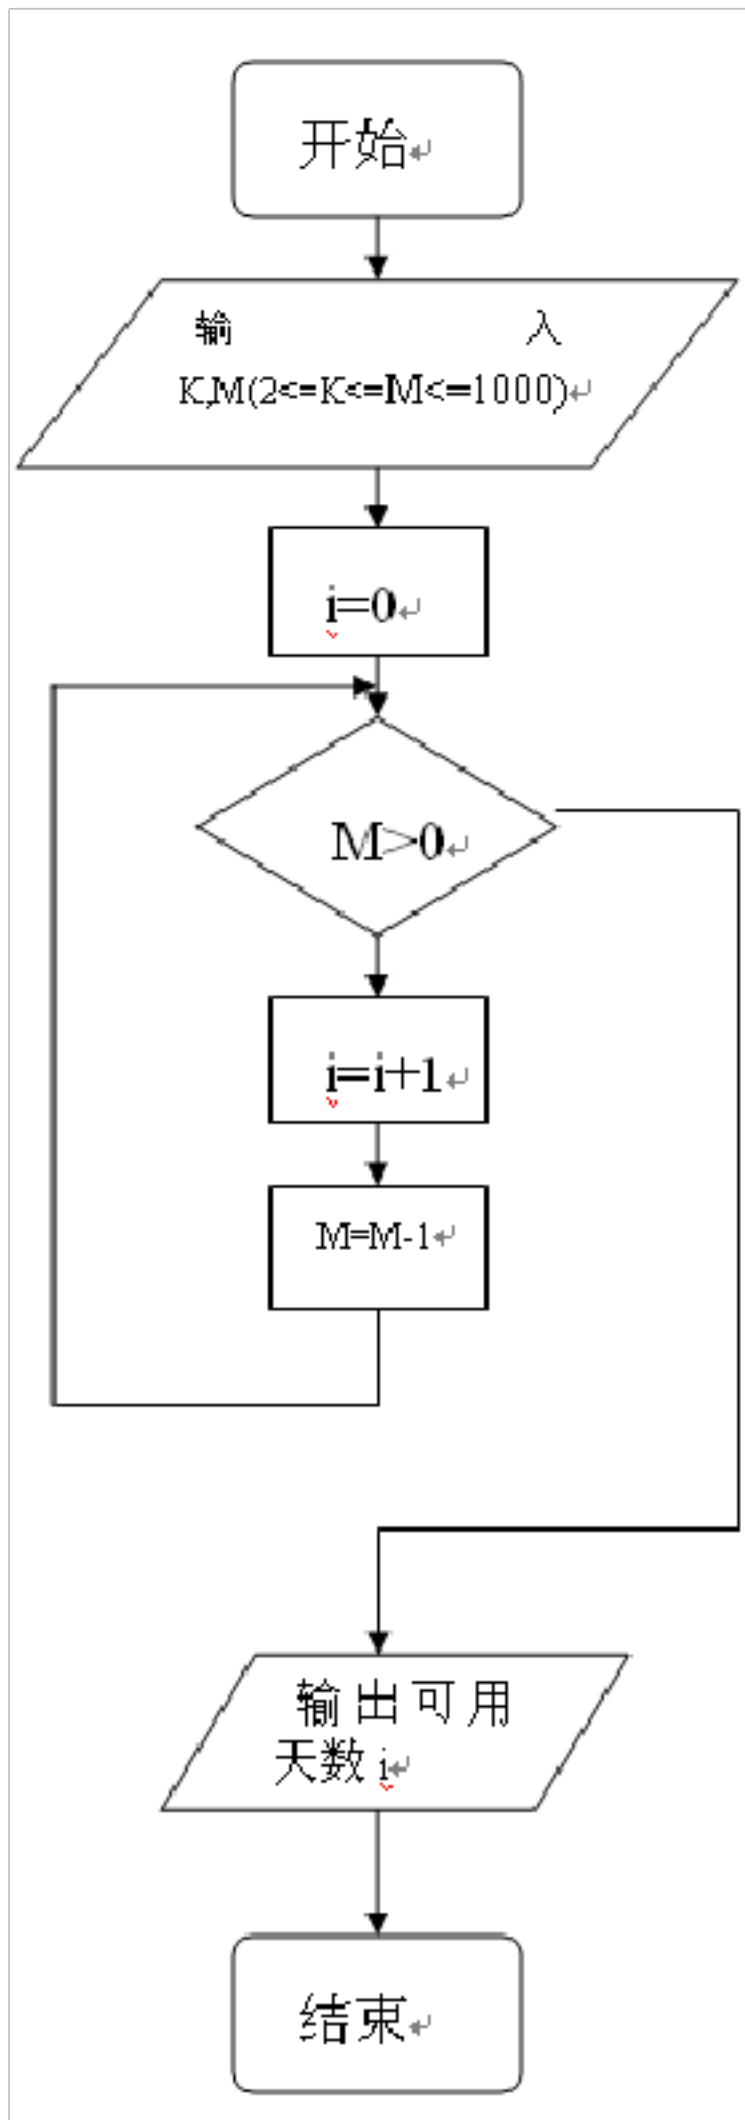 开始
输 入
K,M(2<=K<=M<=1000)
i=0
M>0
i=i+1
M=M-1
输出可用
天数 i
结束